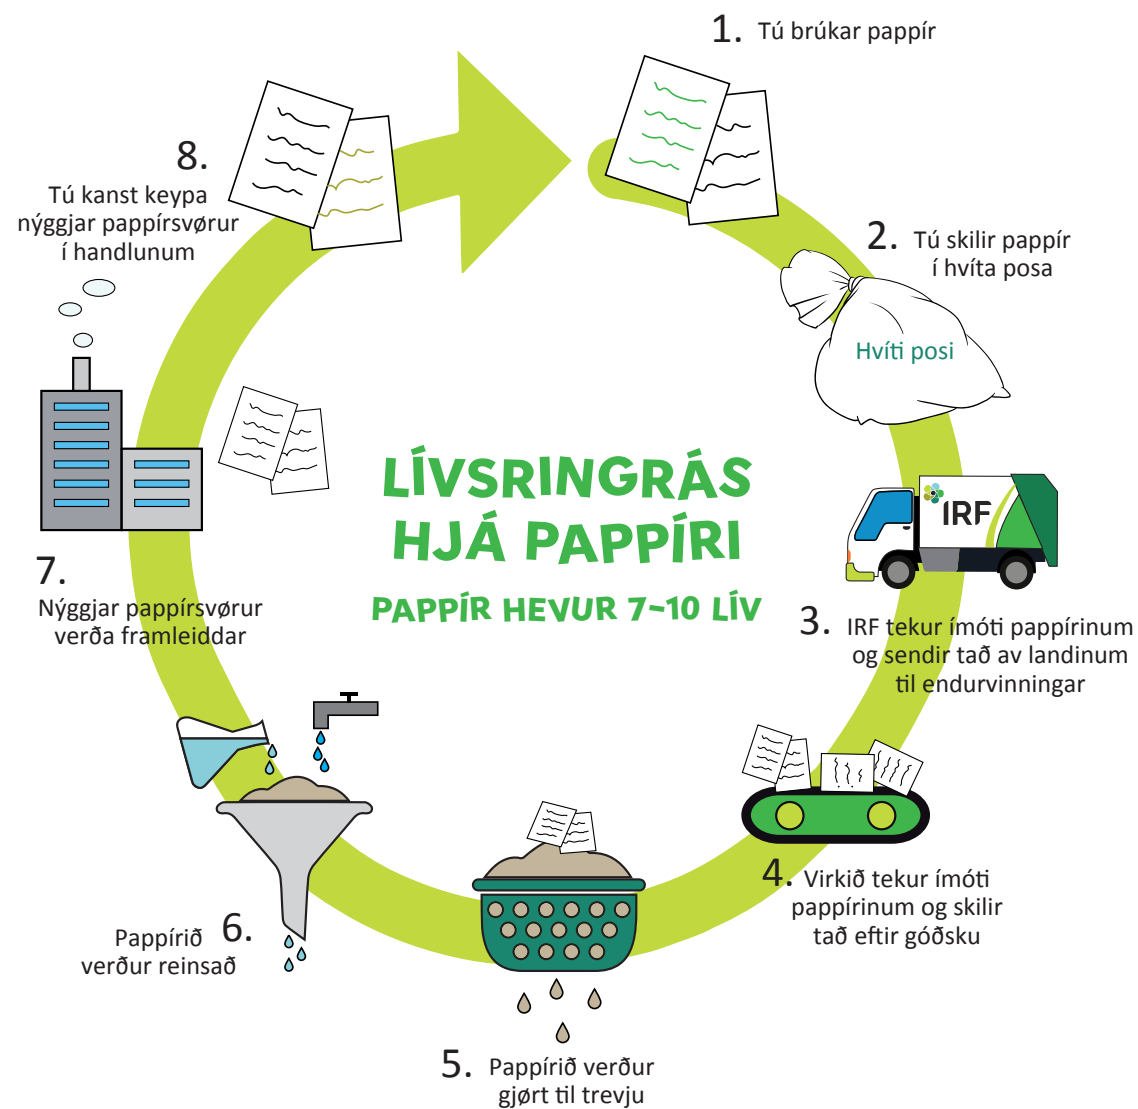 LÍVSRINGRÁS
HJÁ PAPPÍRI
PAPPÍR HEVUR 7-10 LÍV
1. Tú brúkar pappír
2. Tú skilir pappír
í hvíta posa
Hvíti posi
IRF
3. IRF tekur ímóti pappírinum
og sendir tað av landinum
til endurvinningar
4. Virkið tekur ímóti
pappírinum og skilir
tað eftir góðsku
5. Pappírið verður
gjørt til trevju
6. Pappírið
verður reinsað
7.
Nýggjar pappírsvørur
verða framleiddar
8.
Tú kanst keypa
nýggjar pappírsvørur
í handlunum